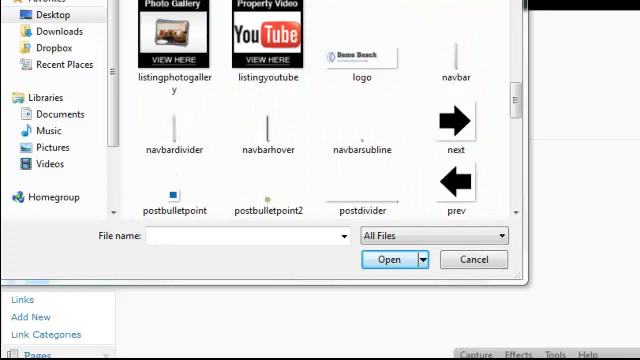 Favorites
Desktop
Downloads
Dropbox
Recent Places
Libraries
Documents
Music
Pictures
Videos
Homegroup
Photo Gallery
VIEW HERE
listingphotogaller
y
Property Video
YouTube
VIEW HERE
listingyoutube
Demo Beach
logo
navbar
navbardivider
navbarhover
navbarsubline
next
postbulletpoint
postbulletpoint2
postdivider
prev
File name:
All Files
Open
Cancel
Links
Add New
Link Categories
Pages
Capture
Effects
Tools
Help